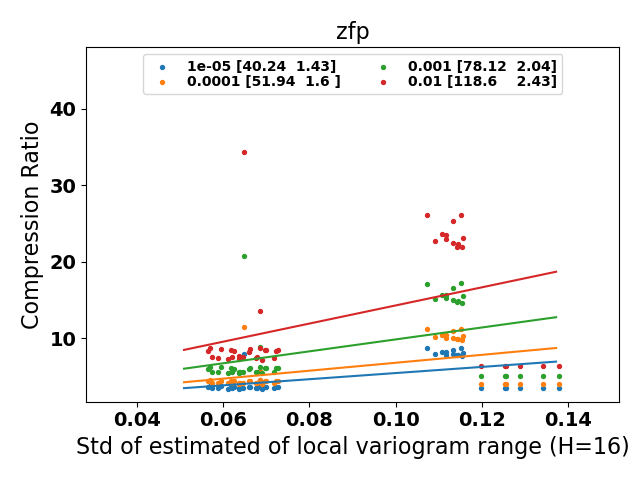 zfp
1e-05 [40.24  1.43]
0.0001 [51.94  1.6 ]
0.001 [78.12  2.04]
0.01 [118.6    2.43]
Compression Ratio
40
30
20
10
0.04 0.06 0.08 0.10 0.12 0.14
Std of estimated of local variogram range (H=16)